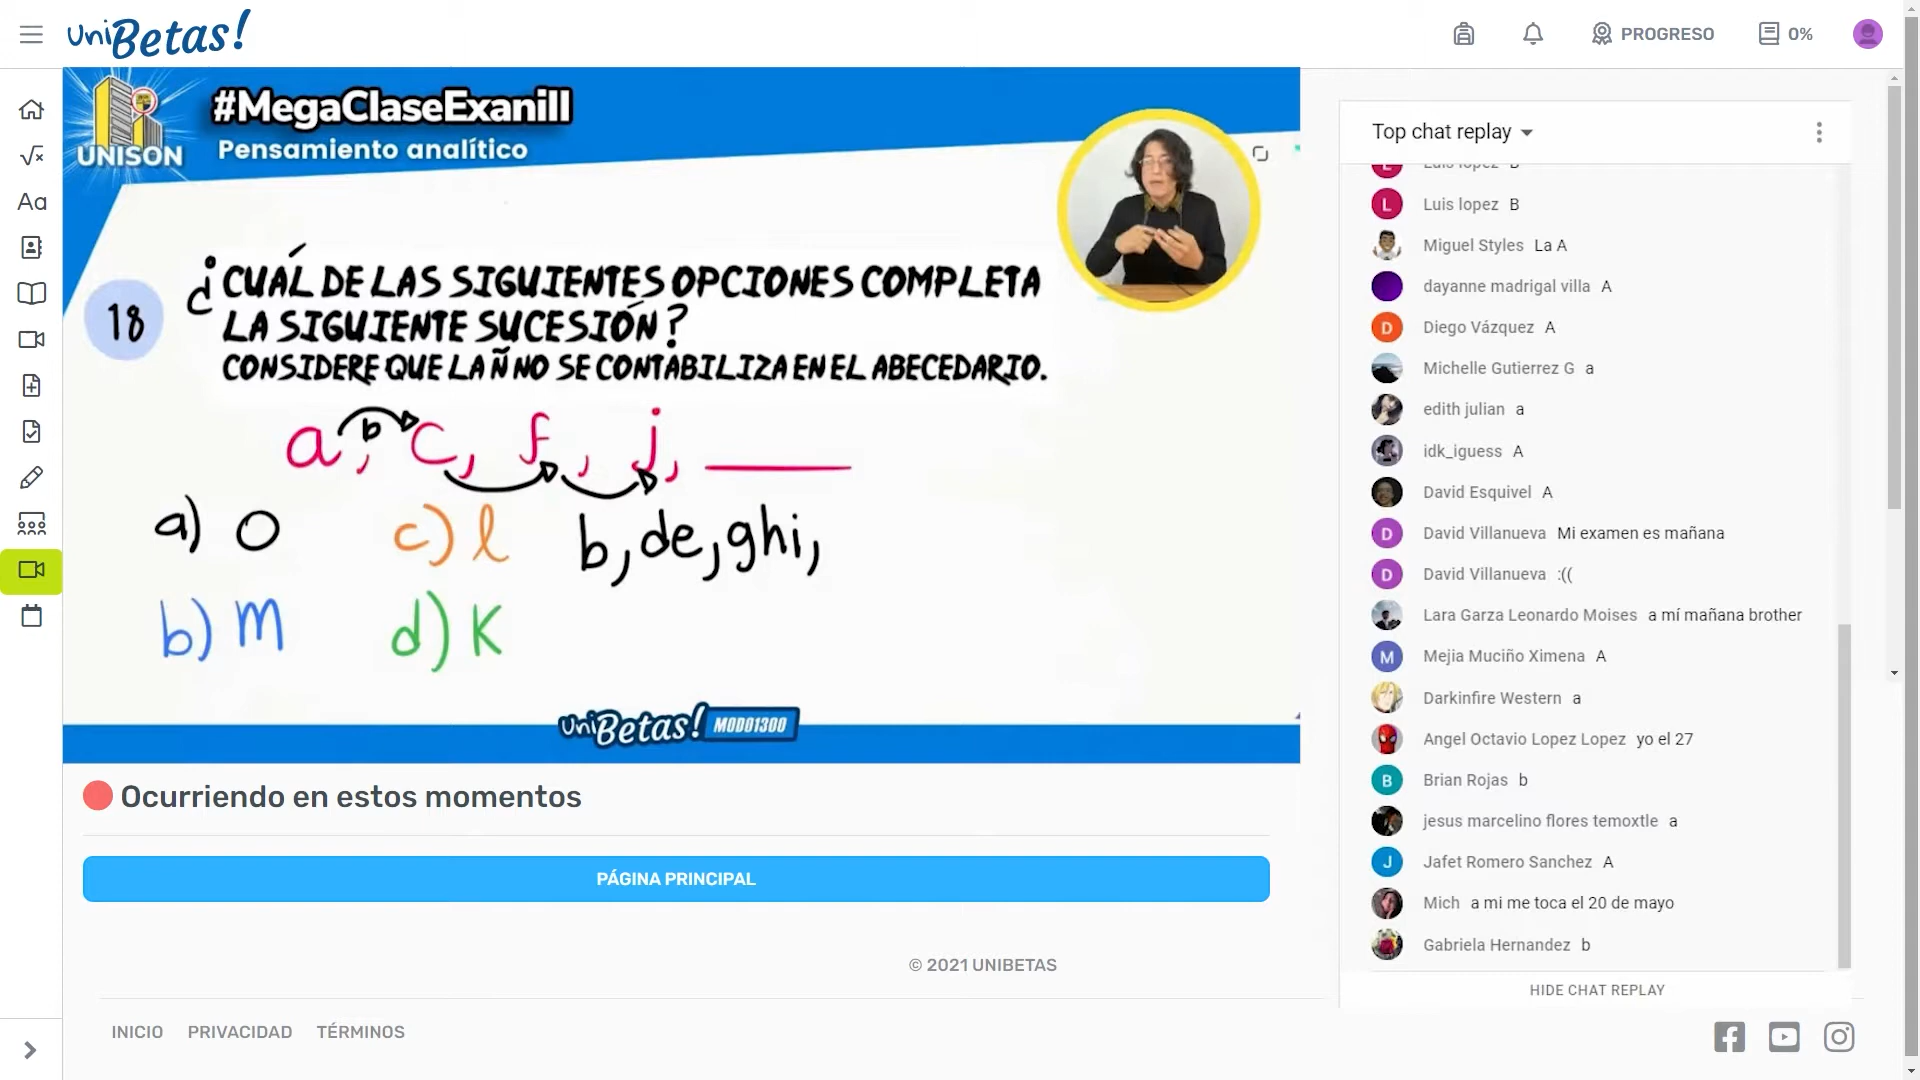 UniBetas!
PROGRESO
0%
UNISON
#MegaClaseExanill
Pensamiento analítico
18
¿CUÁL DE LAS SIGUIENTES OPCIONES COMPLETA
LA SIGUIENTE SUCESIÓN?
CONSIDERE QUE LA Ñ NO SE CONTABILIZA EN EL ABECEDARIO.
a, b c, f, j, ______
a) o
c) l
b, de, ghi,
b) m
d) k
UniBetas! MODO1300
Ocurriendo en estos momentos
PÁGINA PRINCIPAL
© 2021 UNIBETAS
INICIO PRIVACIDAD TÉRMINOS
Top chat replay
Luis lopez B
L Luis lopez B
Miguel Styles La A
dayanne madrigal villa A
D Diego Vázquez A
Michelle Gutierrez G a
edith julian a
idk_iguess A
David Esquivel A
D David Villanueva Mi examen es mañana
D David Villanueva :((
Lara Garza Leonardo Moises a mí mañana brother
M Mejia Muciño Ximena A
Darkinfire Western a
Angel Octavio Lopez Lopez yo el 27
B Brian Rojas b
jesus marcelino flores temoxtle a
J Jafet Romero Sanchez A
Mich a mi me toca el 20 de mayo
Gabriela Hernandez b
HIDE CHAT REPLAY
√x
Aa